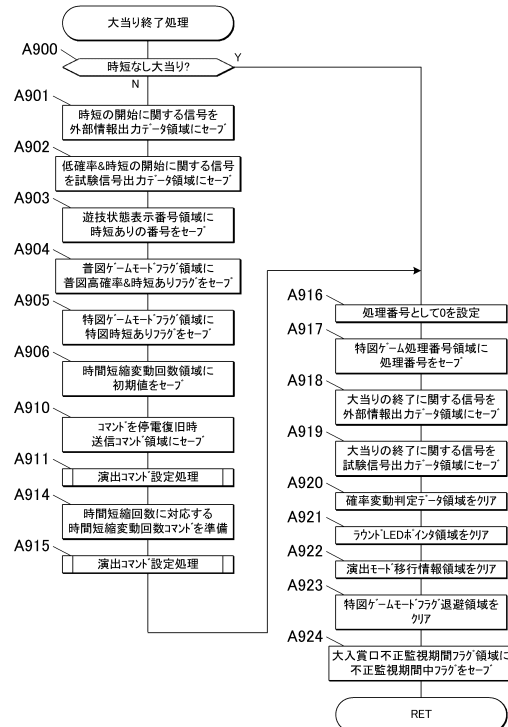 大当り終了処理
A900
時短なし大当り?
Y
N
A901
時短の開始に関する信号を
外部情報出力データ領域にセーブ
A902
低確率&時短の開始に関する信号
を試験信号出力データ領域にセーブ
A903
遊技状態表示番号領域に
時短ありの番号をセーブ
A904
普図ゲームモードフラグ領域に
普図高確率&時短ありフラグをセーブ
A905
特図ゲームモードフラグ領域に
特図時短ありフラグをセーブ
A906
時間短縮変動回数領域に
初期値をセーブ
A910
コマンドを停電復旧時
送信コマンド領域にセーブ
A911
演出コマンド設定処理
A914
時間短縮回数に対応する
時間短縮変動回数コマンドを準備
A915
演出コマンド設定処理
A916
処理番号として0を設定
A917
特図ゲーム処理番号領域に
処理番号をセーブ
A918
大当りの終了に関する信号を
外部情報出力データ領域にセーブ
A919
大当りの終了に関する信号を
試験信号出力データ領域にセーブ
A920
確率変動判定データ領域をクリア
A921
ラウンドLEDポインタ領域をクリア
A922
演出モード移行情報領域をクリア
A923
特図ゲームモードフラグ退避領域を
クリア
A924
大入賞口不正監視期間フラグ領域に
不正監視期間中フラグをセーブ
RET